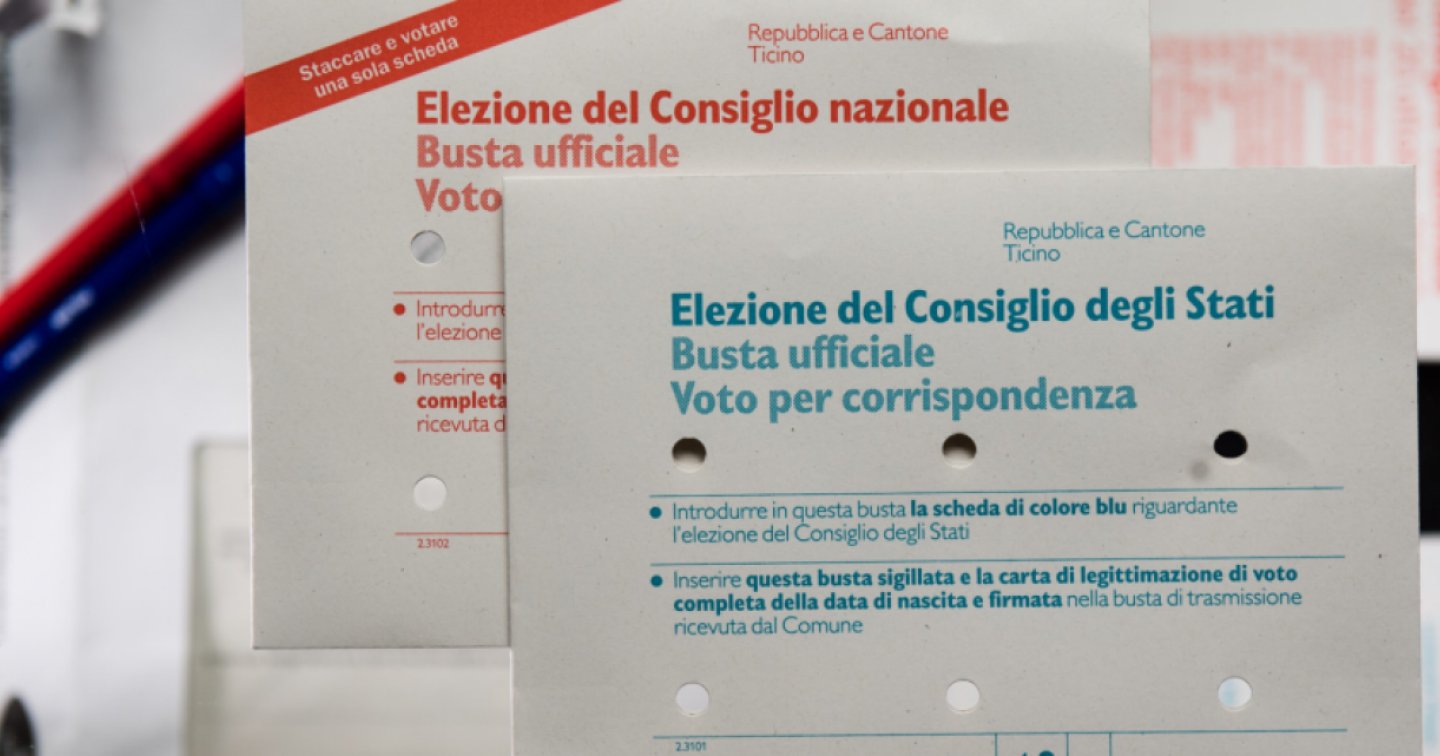 Staccare e votare
una sola scheda
Repubblica e Cantone
Ticino
Elezione del Consiglio nazionale
Busta ufficiale
Voto
l'elezione
Inserire
completa
ricevuta
2.3102
Repubblica e Cantone
Ticino
Elezione del Consiglio degli Stati
Busta ufficiale
Voto per corrispondenza
Introdurre in questa busta la scheda di colore blu riguardante
l'elezione del Consiglio degli Stati
Inserire questa busta sigillata e la carta di legittimazione di voto
completa della data di nascita e firmata nella busta di trasmissione
ricevuta dal Comune
2.3101